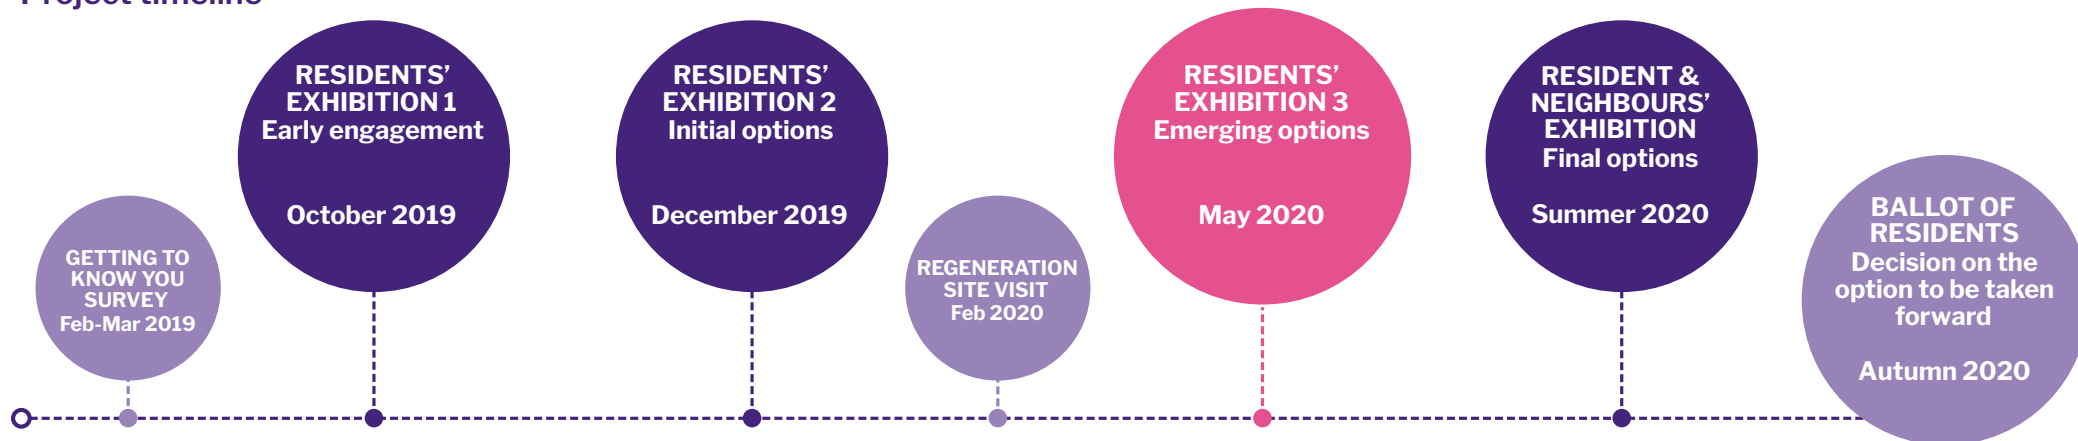 Project timeline
GETTING TO
KNOW YOU
SURVEY
Feb-Mar 2019
RESIDENTS’
EXHIBITION 1
Early engagement
October 2019
RESIDENTS’
EXHIBITION 2
Initial options
December 2019
REGENERATION
SITE VISIT
Feb 2020
RESIDENTS’
EXHIBITION 3
Emerging options
May 2020
RESIDENT &
NEIGHBOURS’
EXHIBITION
Final options
Summer 2020
BALLOT OF
RESIDENTS
Decision on the
option to be taken
forward
Autumn 2020